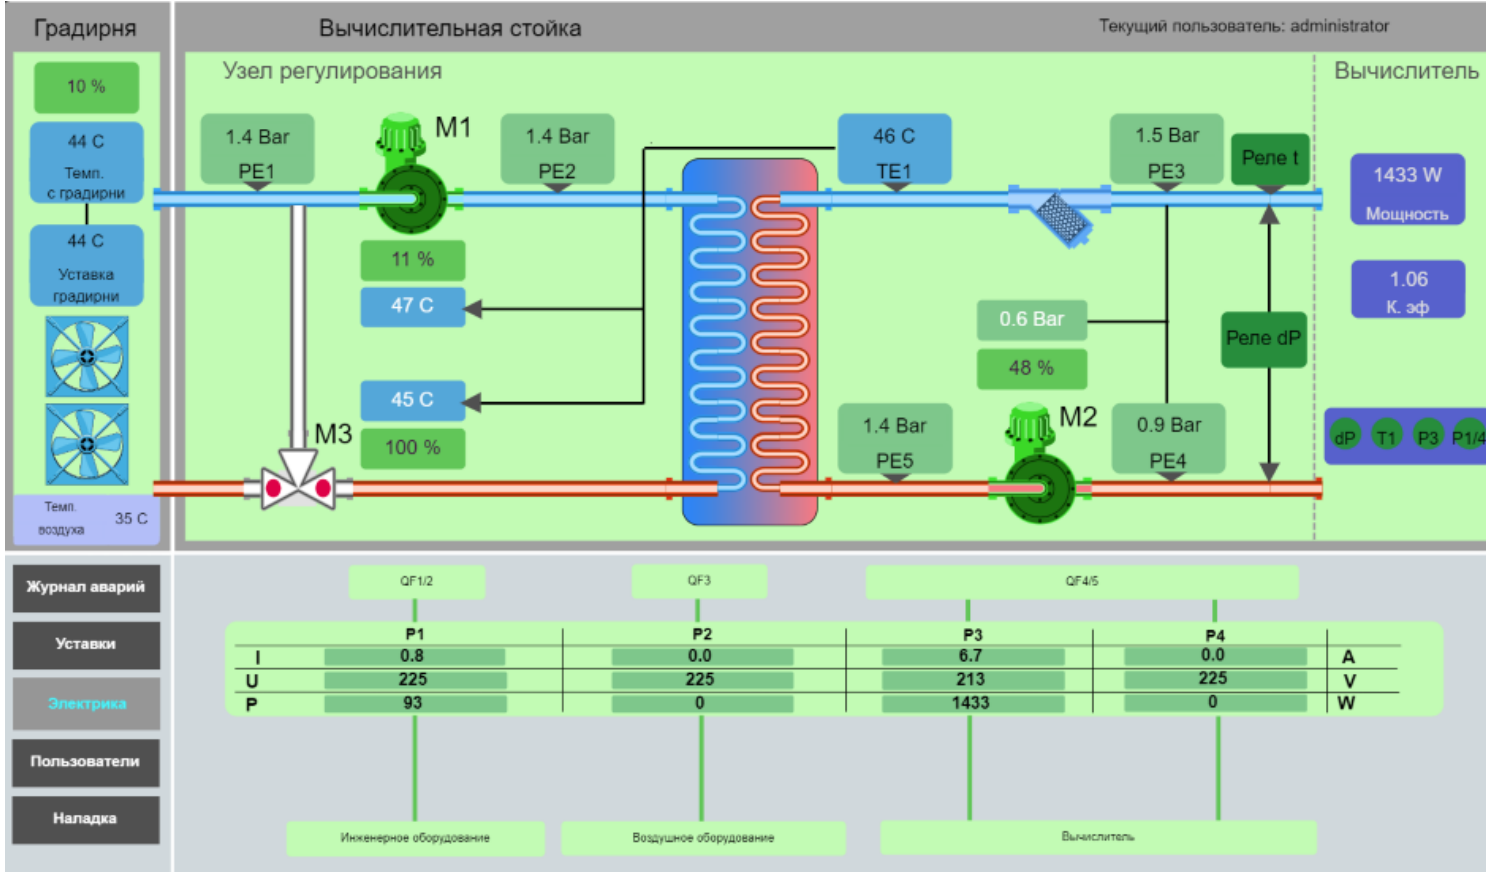 Градирня
Вычислительная стойка
Текущий пользователь: administrator
10 %
44 C
Темп.
с градирни
44 C
Уставка
градирни
Темп.
воздуха
35 C
Узел регулирования
1.4 Bar
PE1
M1
1.4 Bar
PE2
46 C
TE1
1.5 Bar
PE3
Реле t
11 %
47 C
0.6 Bar
48 %
Реле dP
45 C
100 %
M3
1.4 Bar
PE5
M2
0.9 Bar
PE4
Вычислитель
1433 W
Мощность
1.06
К. эф
dP T1 P3 P1/4
Журнал аварий
Уставки
Электрика
Пользователи
Наладка
QF1/2 QF3 QF4/5
P1 P2 P3 P4
I 0.8 0.0 6.7 0.0 A
U 225 225 213 225 V
P 93 0 1433 0 W
Инженерное оборудование Воздушное оборудование Вычислитель